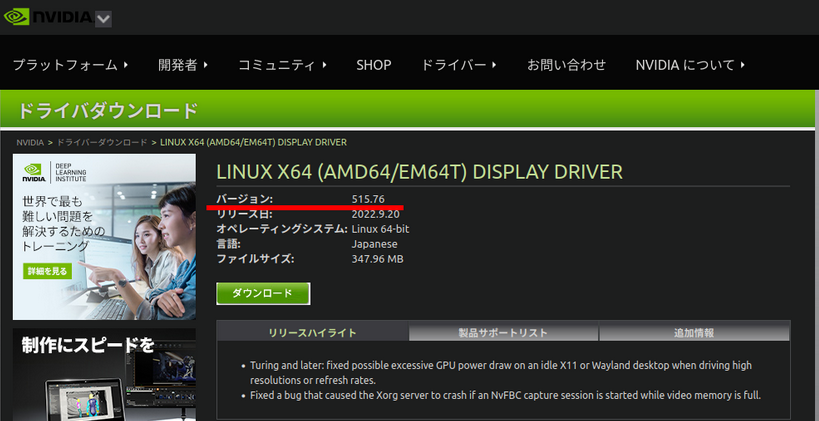 NVIDIA
プラットフォーム
開発者
コミュニティ
SHOP
ドライバー
お問い合わせ
NVIDIA について
ドライバダウンロード
NVIDIA > ドライバーダウンロード > LINUX X64 (AMD64/EM64T) DISPLAY DRIVER
NVIDIA
DEEP
LEARNING
INSTITUTE
世界で最も
難しい問題を
解決するための
トレーニング
詳細を見る
制作にスピードを
LINUX X64 (AMD64/EM64T) DISPLAY DRIVER
バージョン: 515.76
リリース日: 2022.9.20
オペレーティングシステム: Linux 64-bit
言語: Japanese
ファイルサイズ: 347.96 MB
ダウンロード
リリースハイライト
製品サポートリスト
追加情報
• Turing and later: fixed possible excessive GPU power draw on an idle X11 or Wayland desktop when driving high
resolutions or refresh rates.
• Fixed a bug that caused the Xorg server to crash if an NvFBC capture session is started while video memory is full.